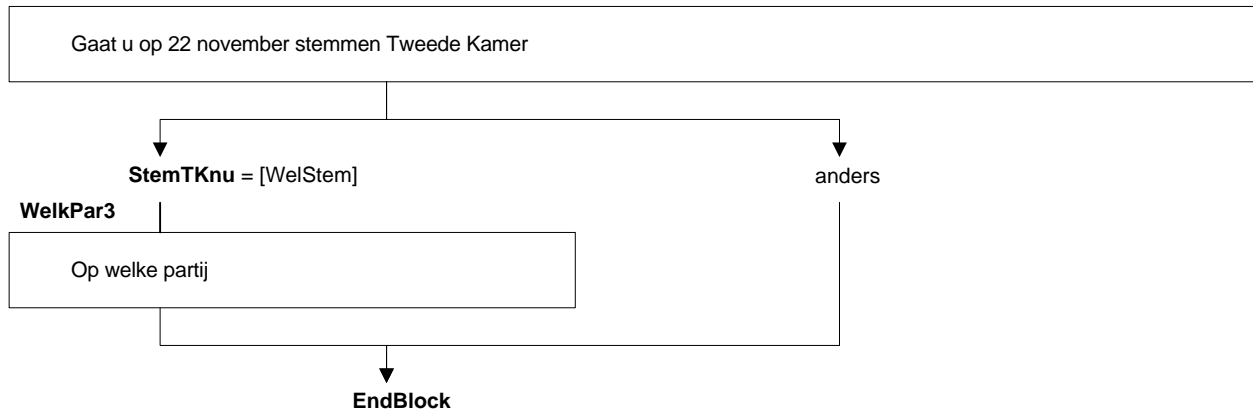 Gaat u op 22 november stemmen Tweede Kamer
StemTKnu = [WelStem]
anders
WelkPar3
Op welke partij
EndBlock